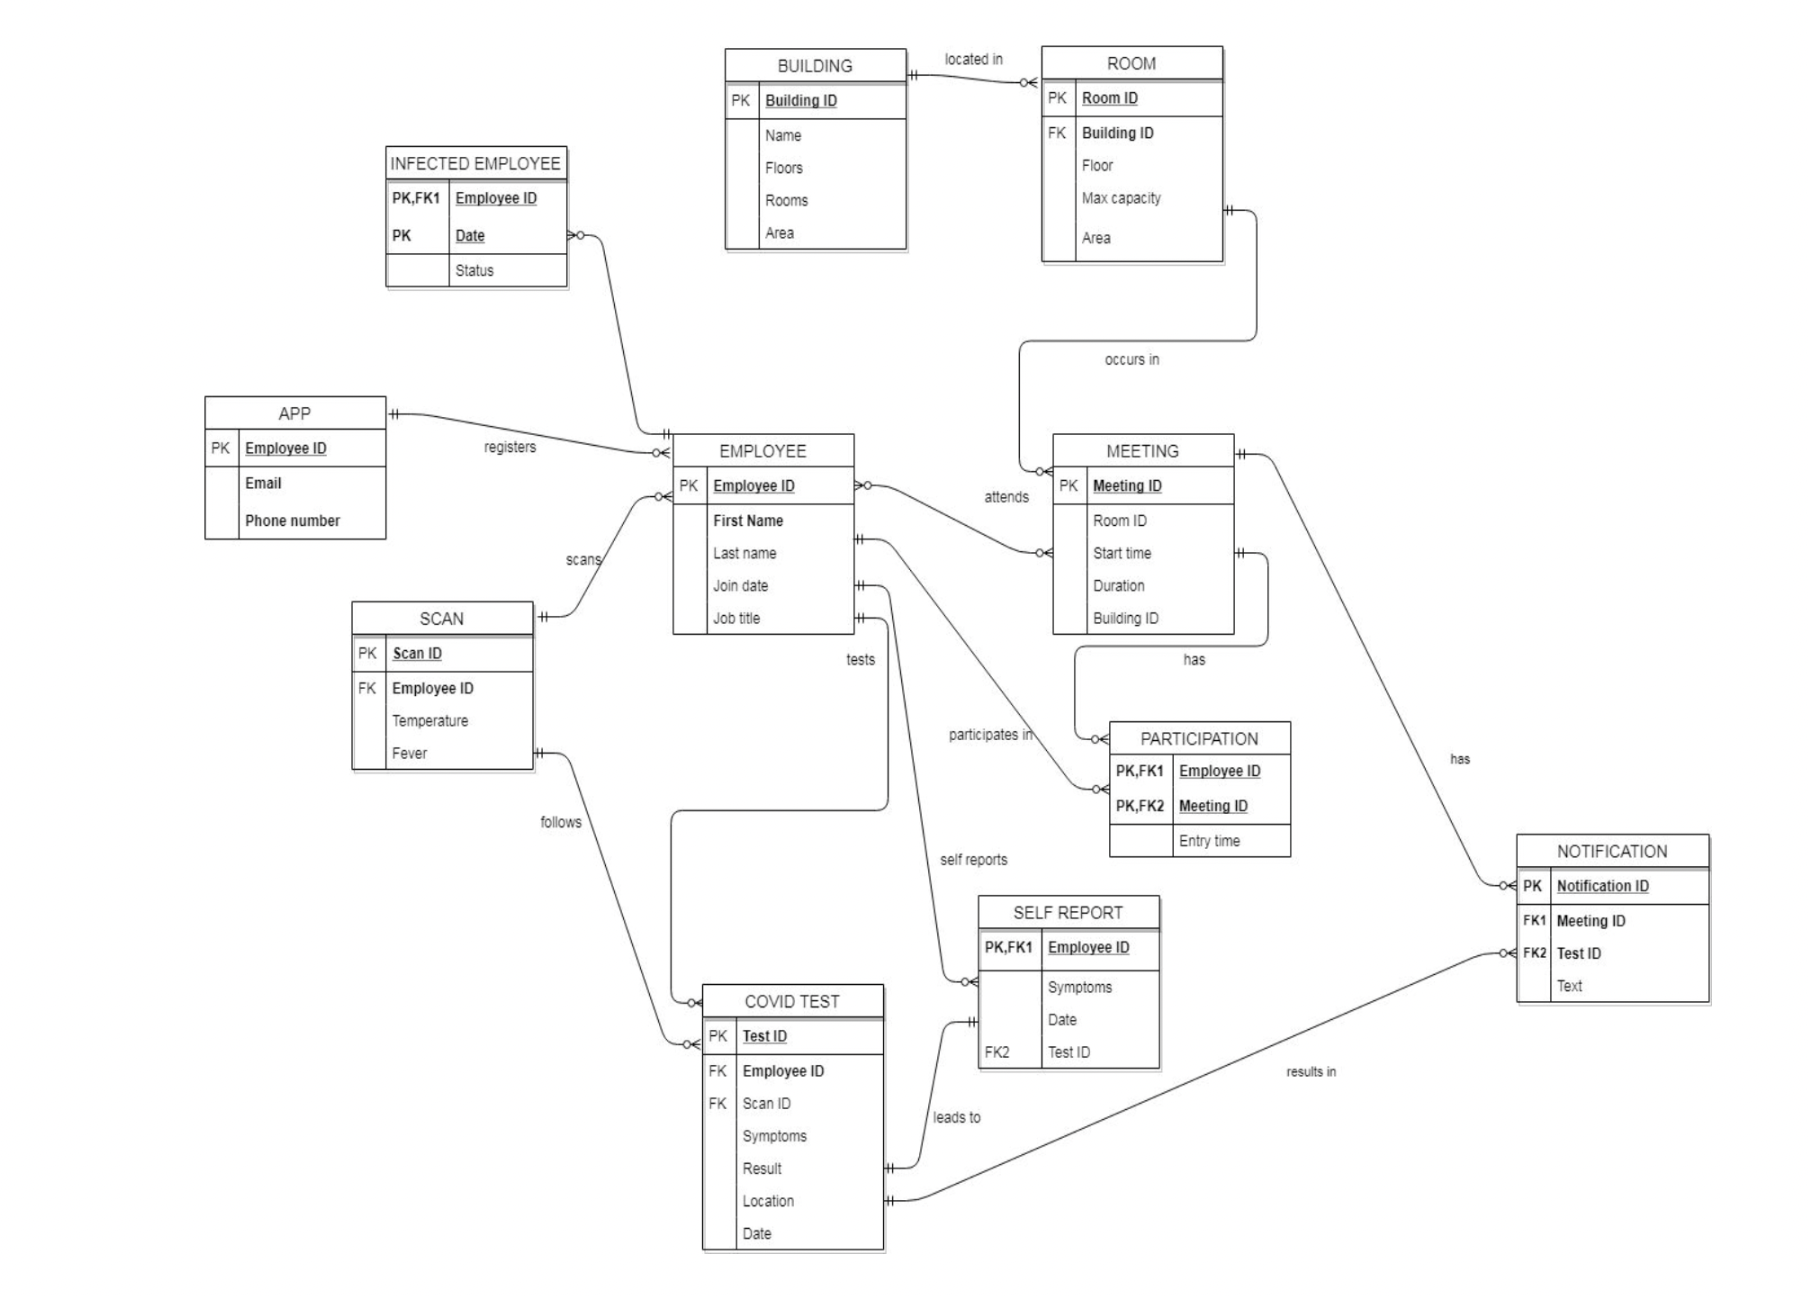 BUILDING
PK Building ID
Name
Floors
Rooms
Area
located in
ROOM
PK Room ID
FK Building ID
Floor
Max capacity
Area
INFECTED EMPLOYEE
PK,FK1 Employee ID
PK Date
Status
occurs in
APP
PK Employee ID
Email
Phone number
registers
EMPLOYEE
PK Employee ID
First Name
Last name
Join date
Job title
attends
MEETING
PK Meeting ID
Room ID
Start time
Duration
Building ID
scans
SCAN
PK Scan ID
FK Employee ID
Temperature
Fever
tests
has
participates in
PARTICIPATION
PK,FK1 Employee ID
PK,FK2 Meeting ID
Entry time
has
follows
self reports
NOTIFICATION
PK Notification ID
FK1 Meeting ID
FK2 Test ID
Text
SELF REPORT
PK,FK1 Employee ID
Symptoms
Date
FK2 Test ID
COVID TEST
PK Test ID
FK Employee ID
FK Scan ID
Symptoms
Result
Location
Date
leads to
results in